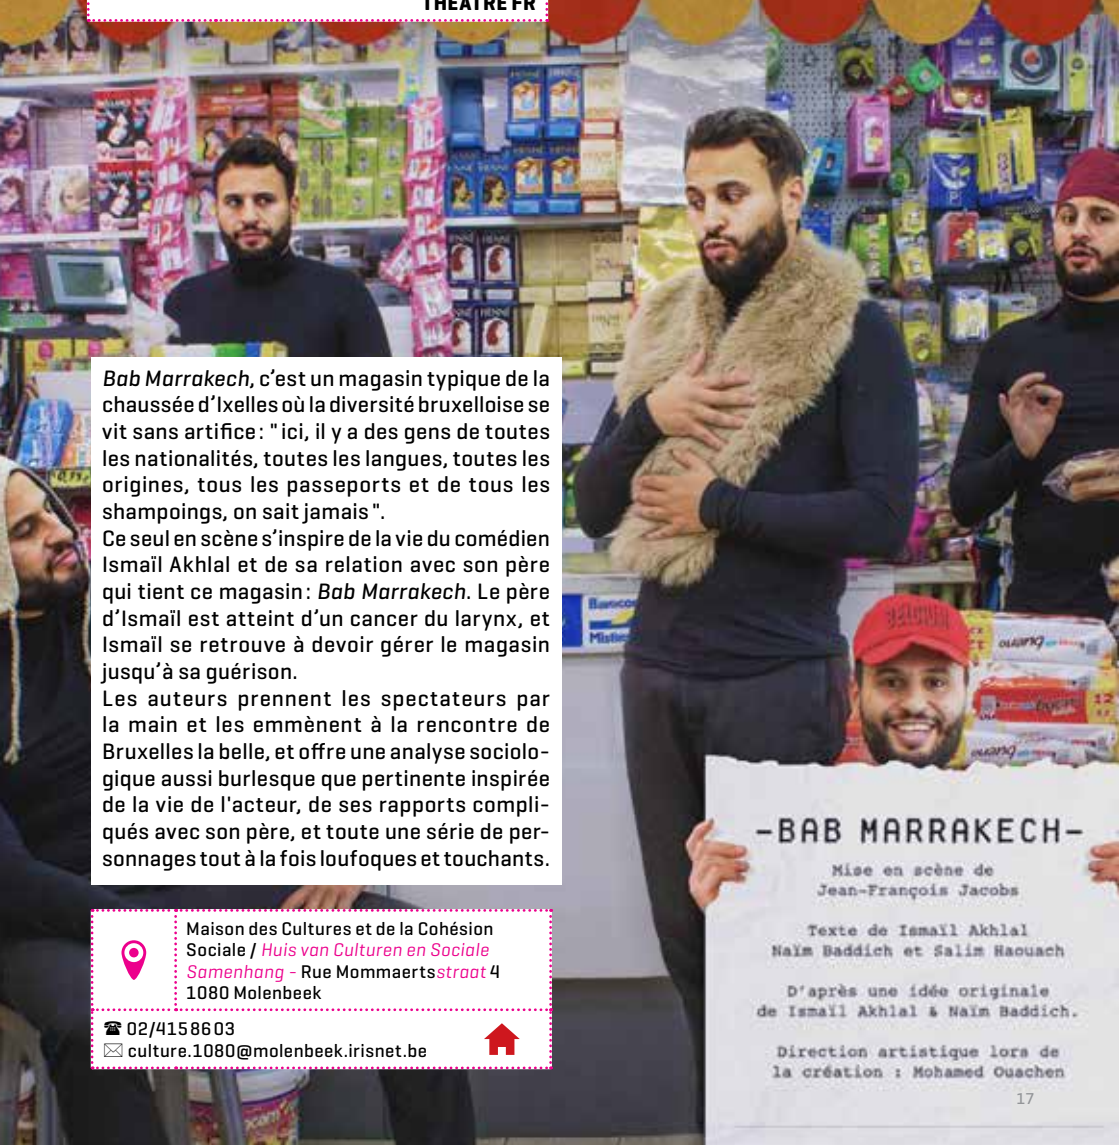 THÉÂTRE FR
Bab Marrakech, c'est un magasin typique de la
chaussée d'Ixelles où la diversité bruxelloise se
vit sans artifice : " ici, il y a des gens de toutes
les nationalités, toutes les langues, toutes les
origines, tous les passeports et de tous les
shampoings, on sait jamais ".
Ce seul en scène s'inspire de la vie du comédien
Ismaïl Akhlal et de sa relation avec son père
qui tient ce magasin : Bab Marrakech. Le père
d'Ismaïl est atteint d'un cancer du larynx, et
Ismaïl se retrouve à devoir gérer le magasin
jusqu'à sa guérison.
Les auteurs prennent les spectateurs par
la main et les emmènent à la rencontre de
Bruxelles la belle, et offre une analyse sociolo-
gique aussi burlesque que pertinente inspirée
de la vie de l'acteur, de ses rapports compli-
qués avec son père, et toute une série de per-
sonnages tout à la fois loufoques et touchants.
Maison des Cultures et de la Cohésion
Sociale / Huis van Culturen en Sociale
Samenhang - Rue Mommaertsstraat 4
1080 Molenbeek
02/415 86 03
culture.1080@molenbeek.irisnet.be
HENNE
BELGIUM
Bancon
Mister
bueno
-BAB MARRAKECH-
Mise en scène de
Jean-François Jacobs
Texte de Ismaïl Akhlal
Naïm Baddich et Salim Haouach
D'après une idée originale
de Ismaïl Akhlal & Naïm Baddich.
Direction artistique lors de
la création : Mohamed Ouachen
17